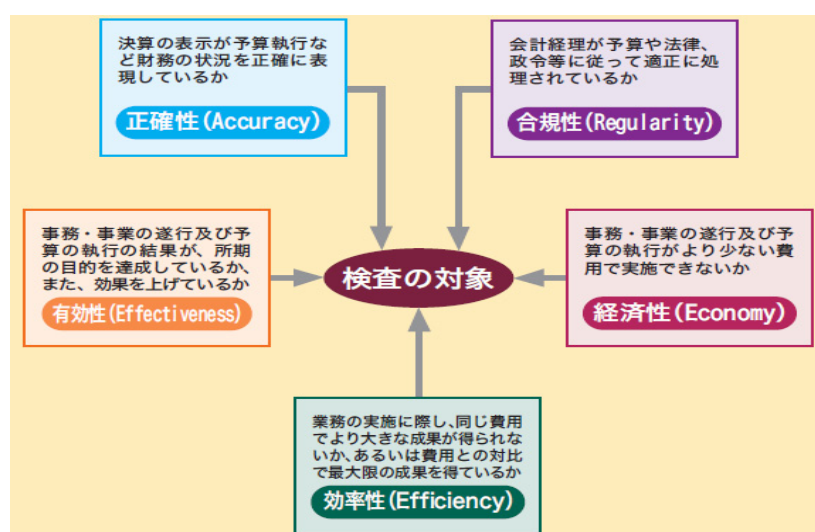 決算の表示が予算執行な
ど財務の状況を正確に表
現しているか
正確性(Accuracy)
会計経理が予算や法律、
政令等に従って適正に処
理されているか
合規性(Regularity)
事務・事業の遂行及び予
算の執行の結果が、所期
の目的を達成しているか、
また、効果を上げているか
有効性(Effectiveness)
検査の対象
事務・事業の遂行及び予
算の執行がより少ない費
用で実施できないか
経済性(Economy)
業務の実施に際し、同じ費用
でより大きな成果が得られな
いか、あるいは費用との対比
で最大限の成果を得ているか
効率性(Efficiency)